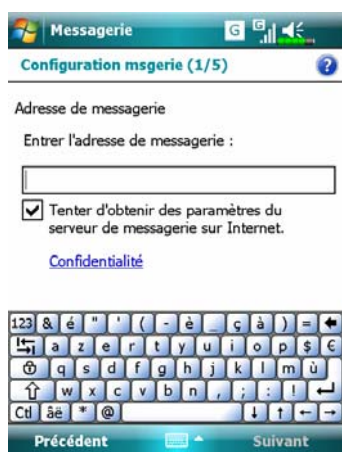 Messagerie G G
Configuration msgerie (1/5) ?
Adresse de messagerie
Entrer l'adresse de messagerie :
Tenter d'obtenir des paramètres du
serveur de messagerie sur Internet.
Confidentialité
123 & é " ' ( - è _ ç à ) =
a z e r t y u i o p $ €
q s d f g h j k l m ù
w x c v b n , ; : !
Ctl âë * @
Précédent Suivant